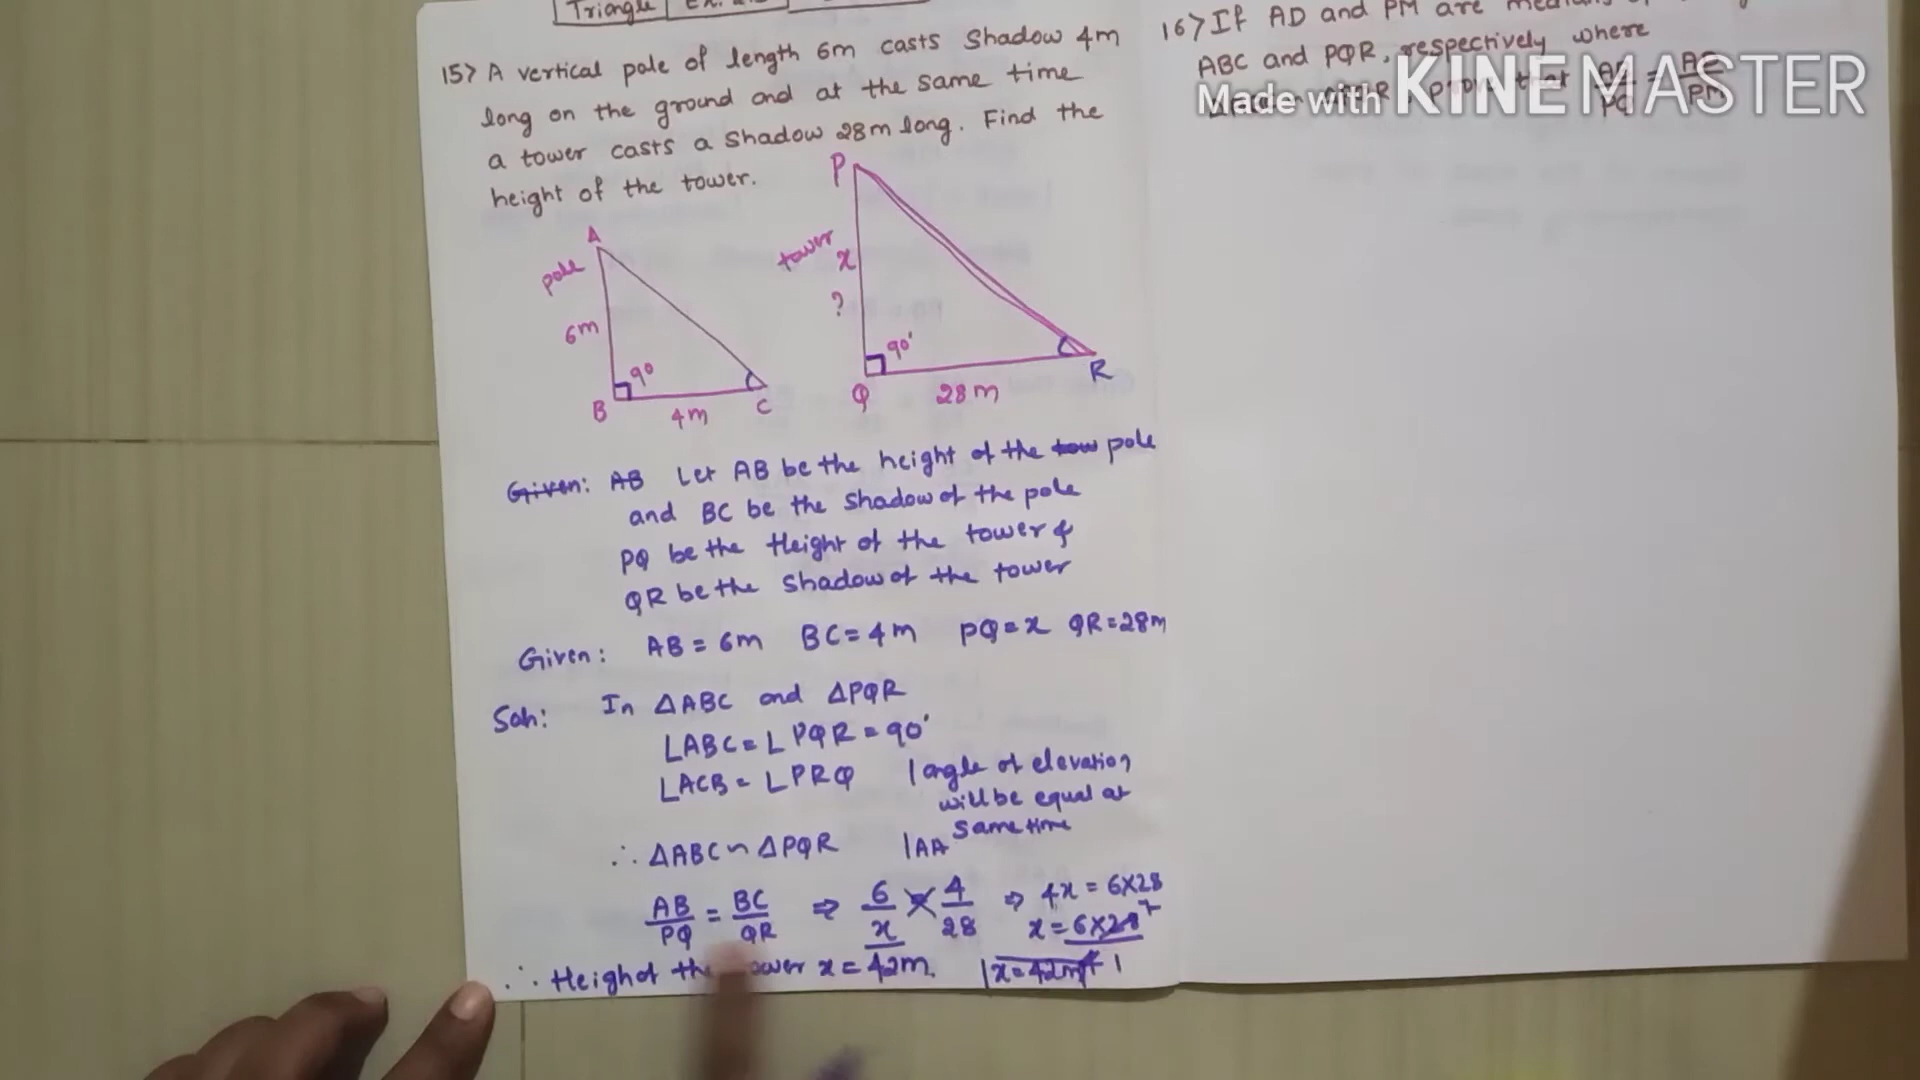 Triangle
15> A vertical pole of length 6m casts Shadow 4m
long on the ground and at the same time
a tower casts a Shadow 28m long. Find the
height of the tower.
A
pole
6m
90
B
4m
C
P
tower
x
?
90°
Q
28m
R
Given: AB Let AB be the height of the tow pole
and BC be the shadow of the pole
PQ be the Height of the tower &
QR be the shadow of the tower
Given: AB = 6m BC = 4m PQ = x QR = 28m
Soln: In ΔABC and ΔPQR
∠ABC = ∠PQR = 90°
∠ACB = ∠PRQ | angle of elevation
will be equal at
Same time
∴ ΔABC ~ ΔPQR |AA
AB/PQ = BC/QR ⇒ 6/x 4/28 ⇒ 4x = 6×28
x = 6×28 7
∴ Heigh of the tower x = 42m. |x = 42m|
16> If AD and PM are
ABC and PQR, respectively where
prove that
Made with KINEMASTER